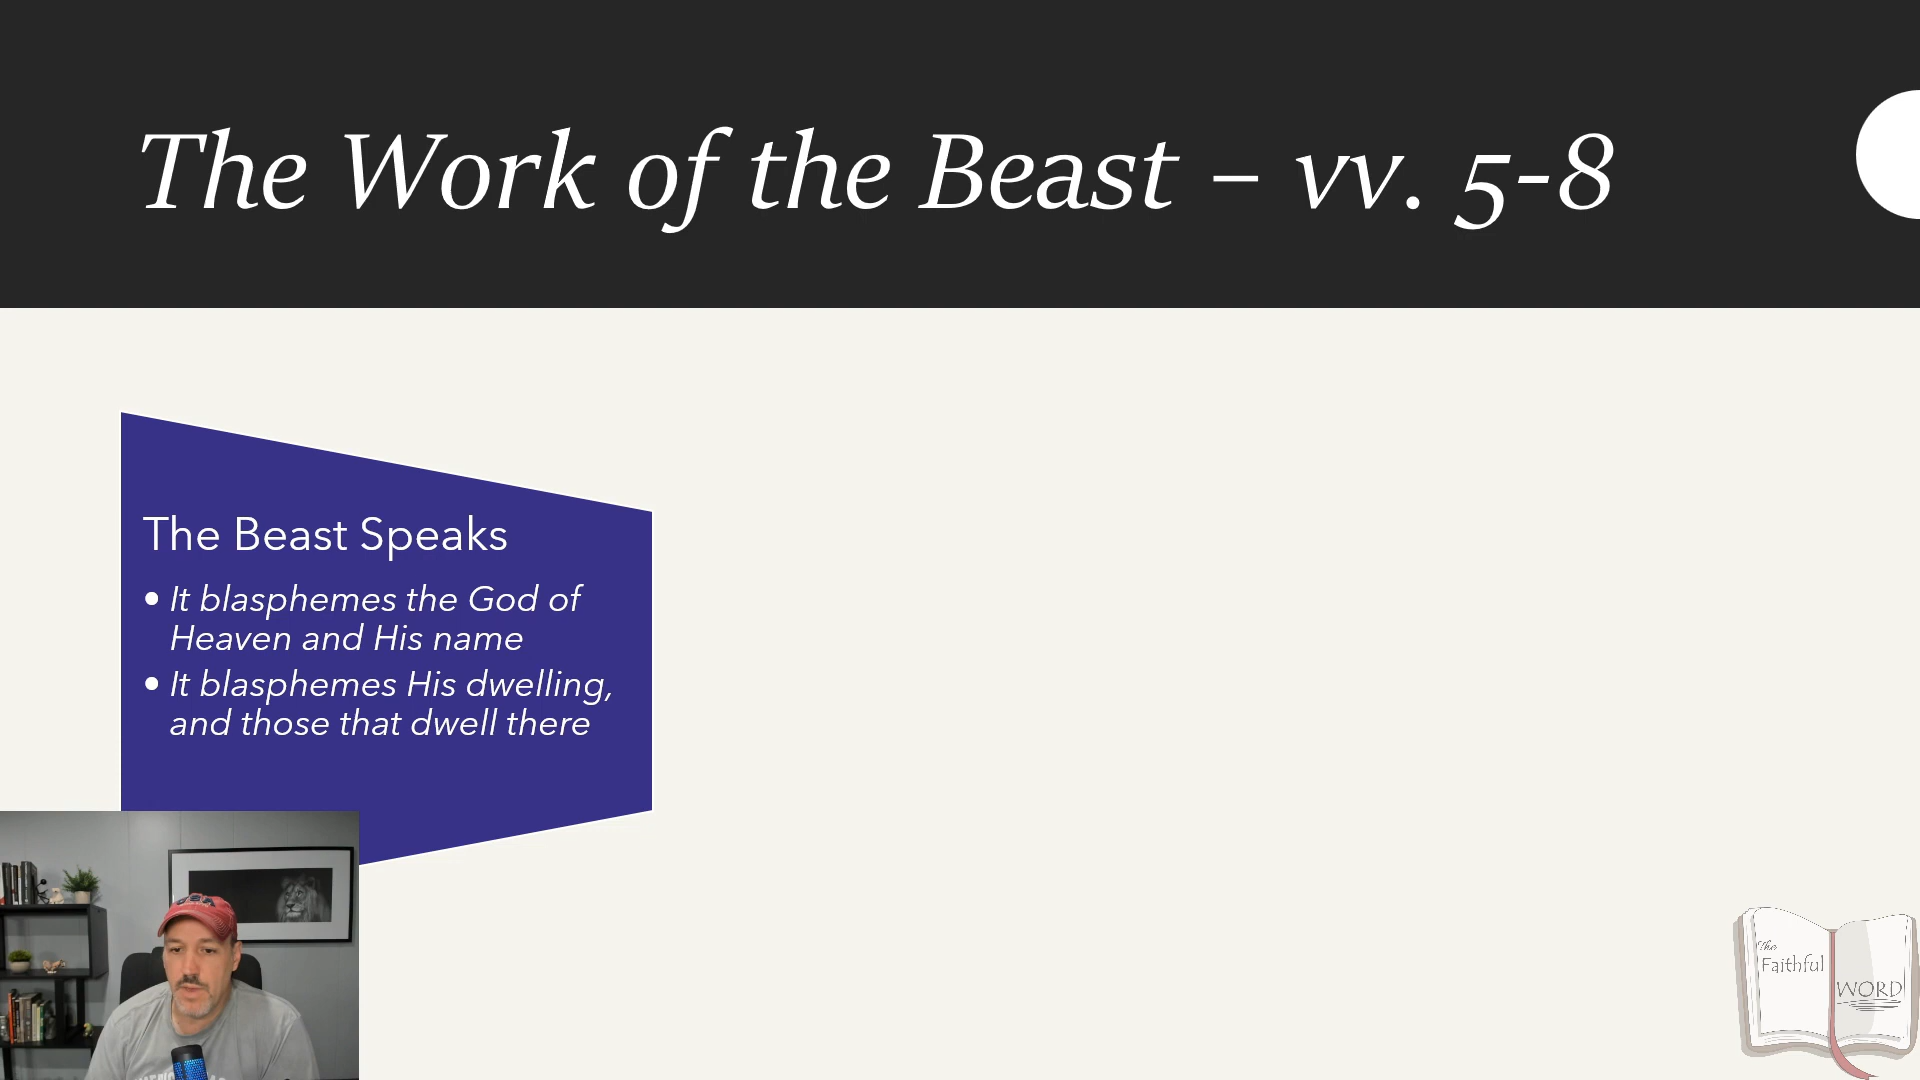 The Work of the Beast – vv. 5-8
The Beast Speaks
• It blasphemes the God of
Heaven and His name
• It blasphemes His dwelling,
and those that dwell there
USA
The
Faithful
WORD